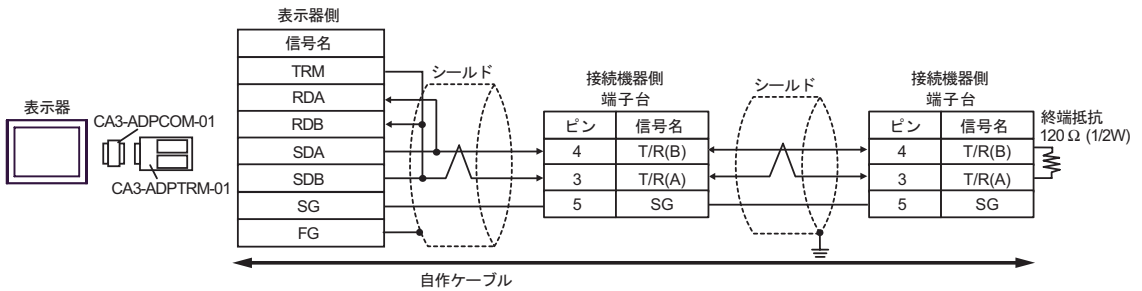 表示器
CA3-ADPCOM-01
CA3-ADPTRM-01
表示器側
信号名
TRM
RDA
RDB
SDA
SDB
SG
FG
シールド
接続機器側
端子台
ピン 信号名
4 T/R(B)
3 T/R(A)
5 SG
シールド
接続機器側
端子台
ピン 信号名
4 T/R(B)
3 T/R(A)
5 SG
終端抵抗
120 Ω (1/2W)
自作ケーブル